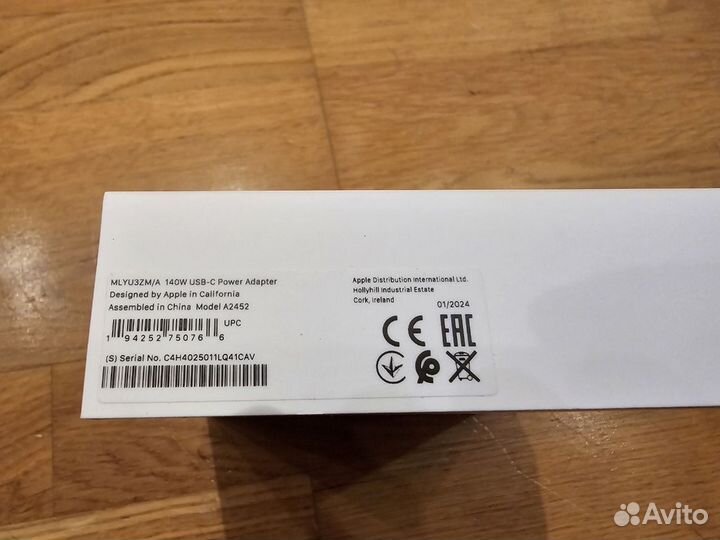 MLYU3ZM/A 140W USB-C Power Adapter
Designed by Apple in California
Assembled in China Model A2452
UPC
1 94252 75076 6
(S) Serial No. C4H4025011LQ41CAV
Apple Distribution International Ltd.
Hollyhill Industrial Estate
Cork, Ireland
01/2024
CE EAC
Avito